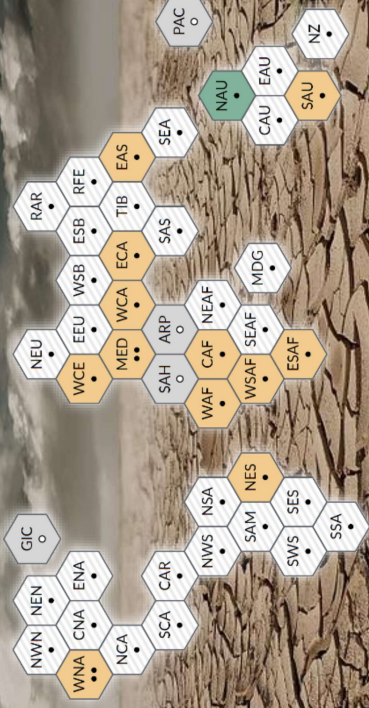 NWN NEN GIC NEU RAR
WNA CNA ENA WCE EEU WSB ESB RFE
NCA MED WCA ECA TIB EAS
SCA CAR SAH ARP SAS SEA PAC
NWS NSA WAF CAF NEAF NAU
SAM NES WSAF SEAF MDG CAU EAU
SWS SES ESAF SAU NZ
SSA